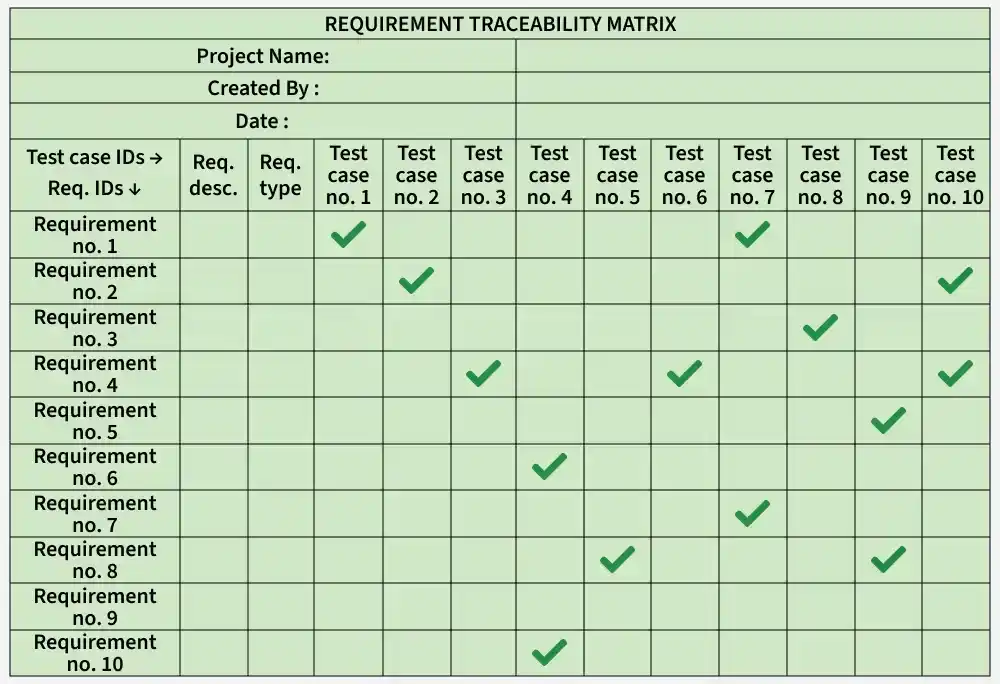 REQUIREMENT TRACEABILITY MATRIX
Project Name:
Created By :
Date :
Test case IDs →
Req. IDs ↓
Req.
desc.
Req.
type
Test
case
no. 1
Test
case
no. 2
Test
case
no. 3
Test
case
no. 4
Test
case
no. 5
Test
case
no. 6
Test
case
no. 7
Test
case
no. 8
Test
case
no. 9
Test
case
no. 10
Requirement
no. 1
Requirement
no. 2
Requirement
no. 3
Requirement
no. 4
Requirement
no. 5
Requirement
no. 6
Requirement
no. 7
Requirement
no. 8
Requirement
no. 9
Requirement
no. 10